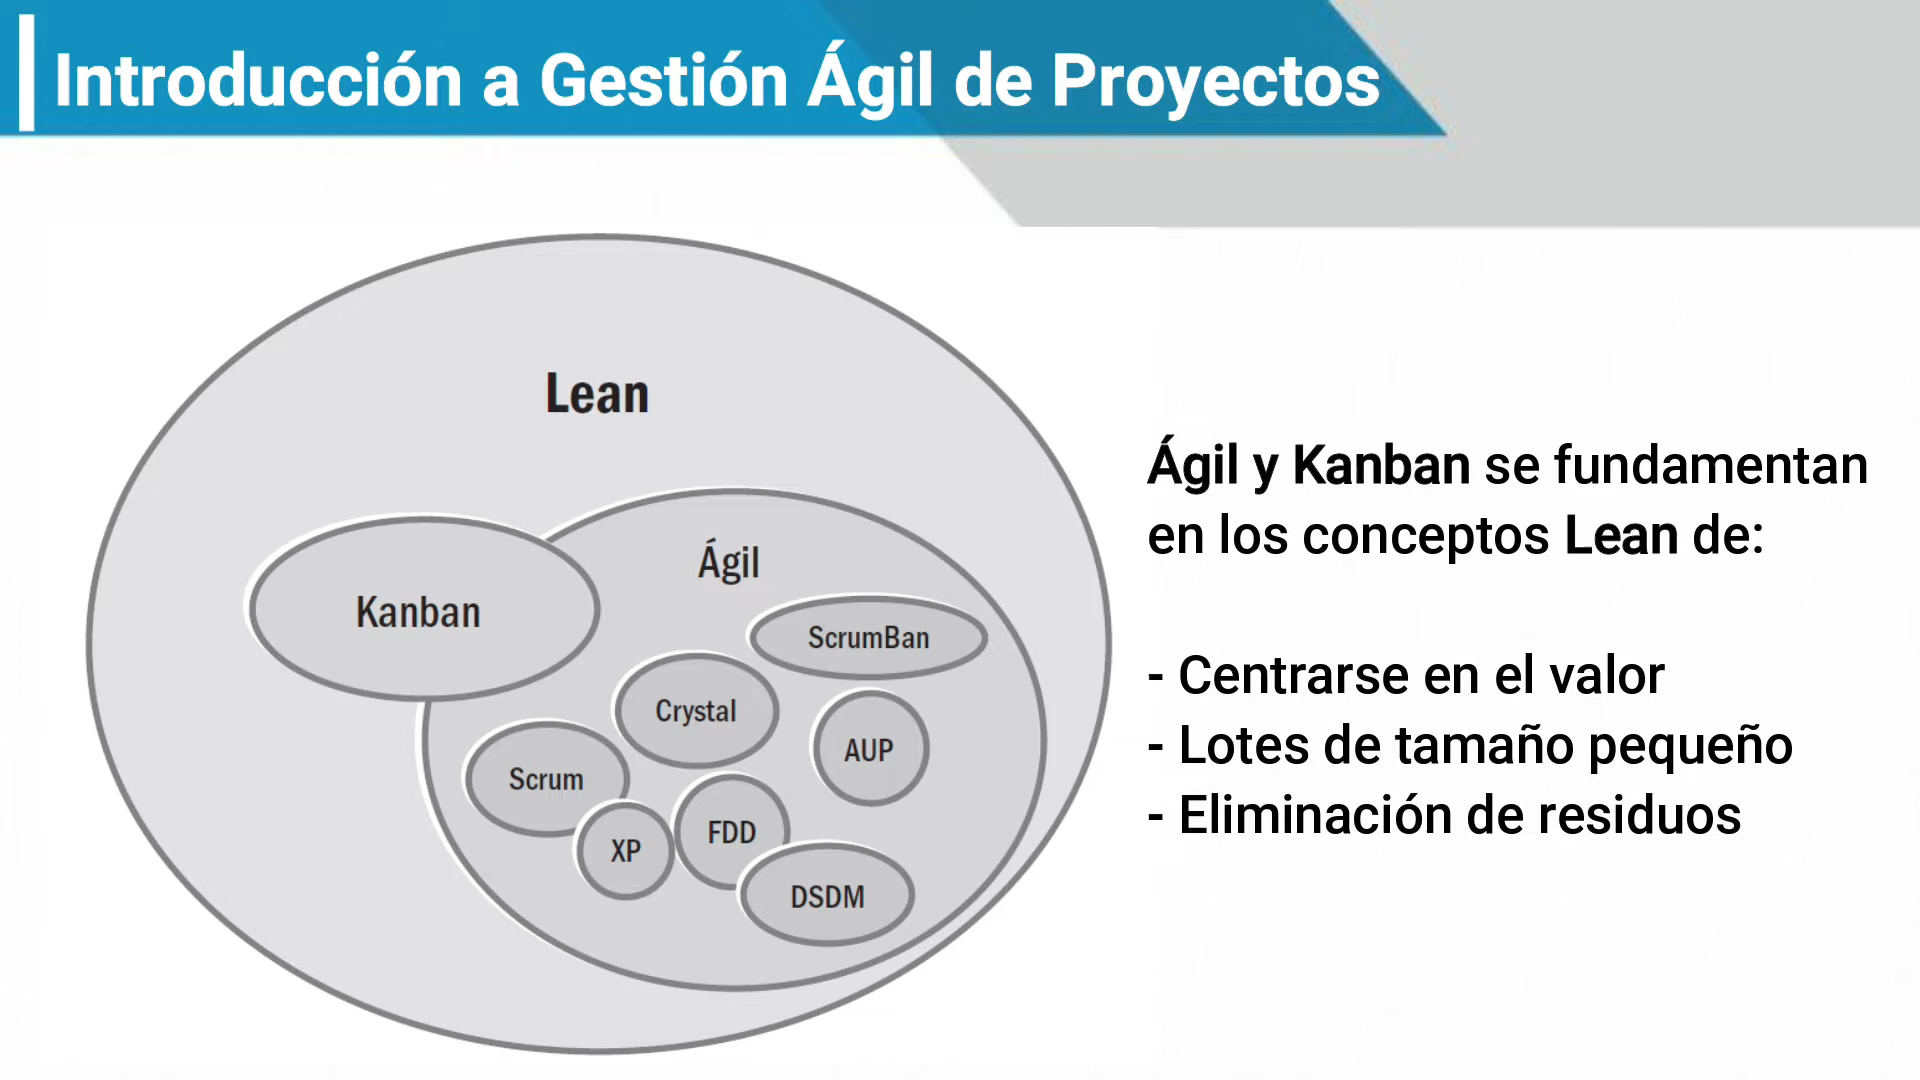 Introducción a Gestión Ágil de Proyectos
Lean
Ágil
Kanban
ScrumBan
Crystal
AUP
Scrum
FDD
XP
DSDM
Ágil y Kanban se fundamentan
en los conceptos Lean de:
- Centrarse en el valor
- Lotes de tamaño pequeño
- Eliminación de residuos